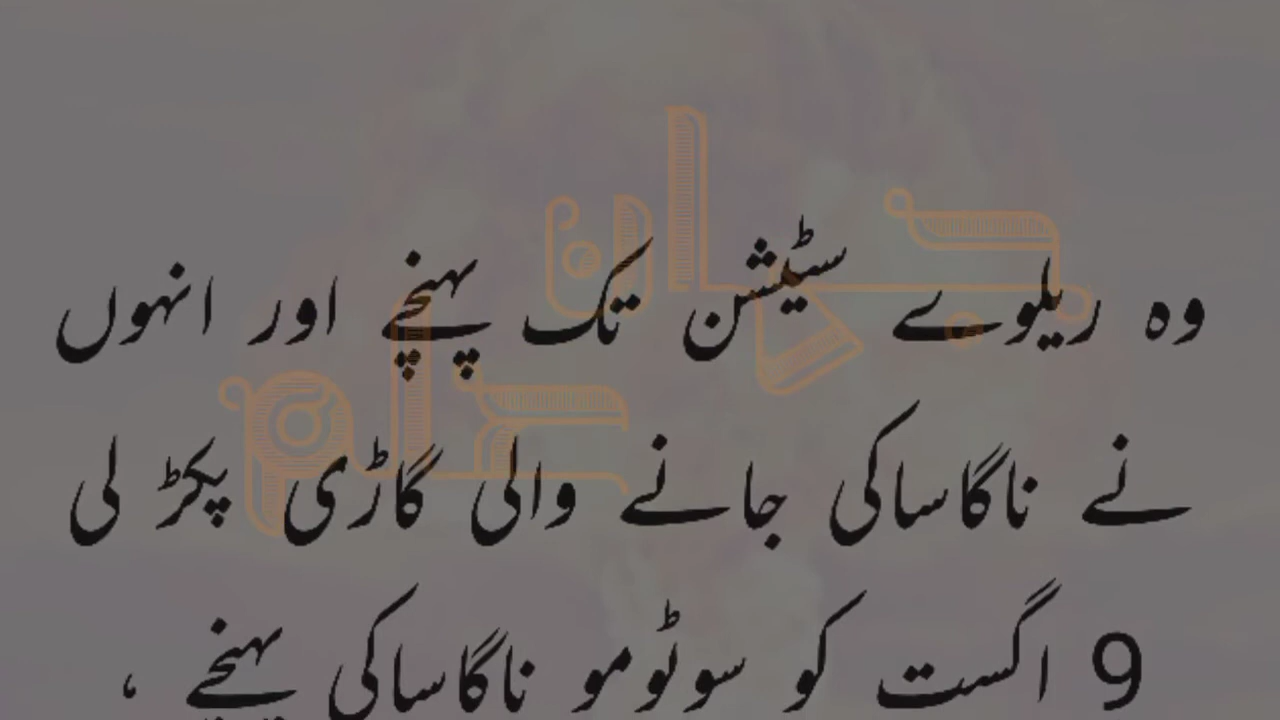 وہ ریلوے سٹیشن تک پہنچے اور انہوں
نے ناگاساکی جانے والی گاڑی پکڑ لی
9 اگست کو سوٹومو ناگاساکی پہنچے ،